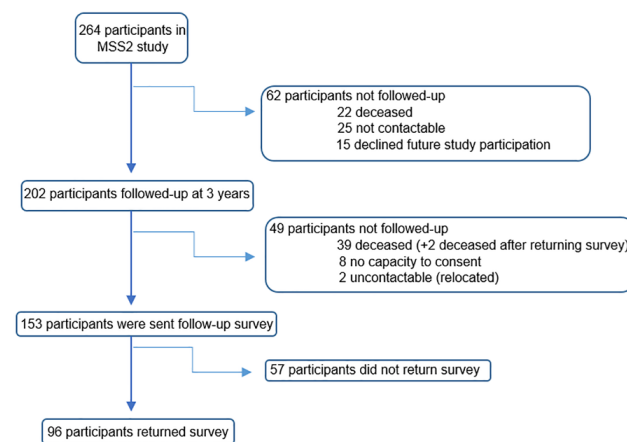 264 participants in
MSS2 study
62 participants not followed-up
22 deceased
25 not contactable
15 declined future study participation
202 participants followed-up at 3 years
49 participants not followed-up
39 deceased (+2 deceased after returning survey)
8 no capacity to consent
2 uncontactable (relocated)
153 participants were sent follow-up survey
57 participants did not return survey
96 participants returned survey